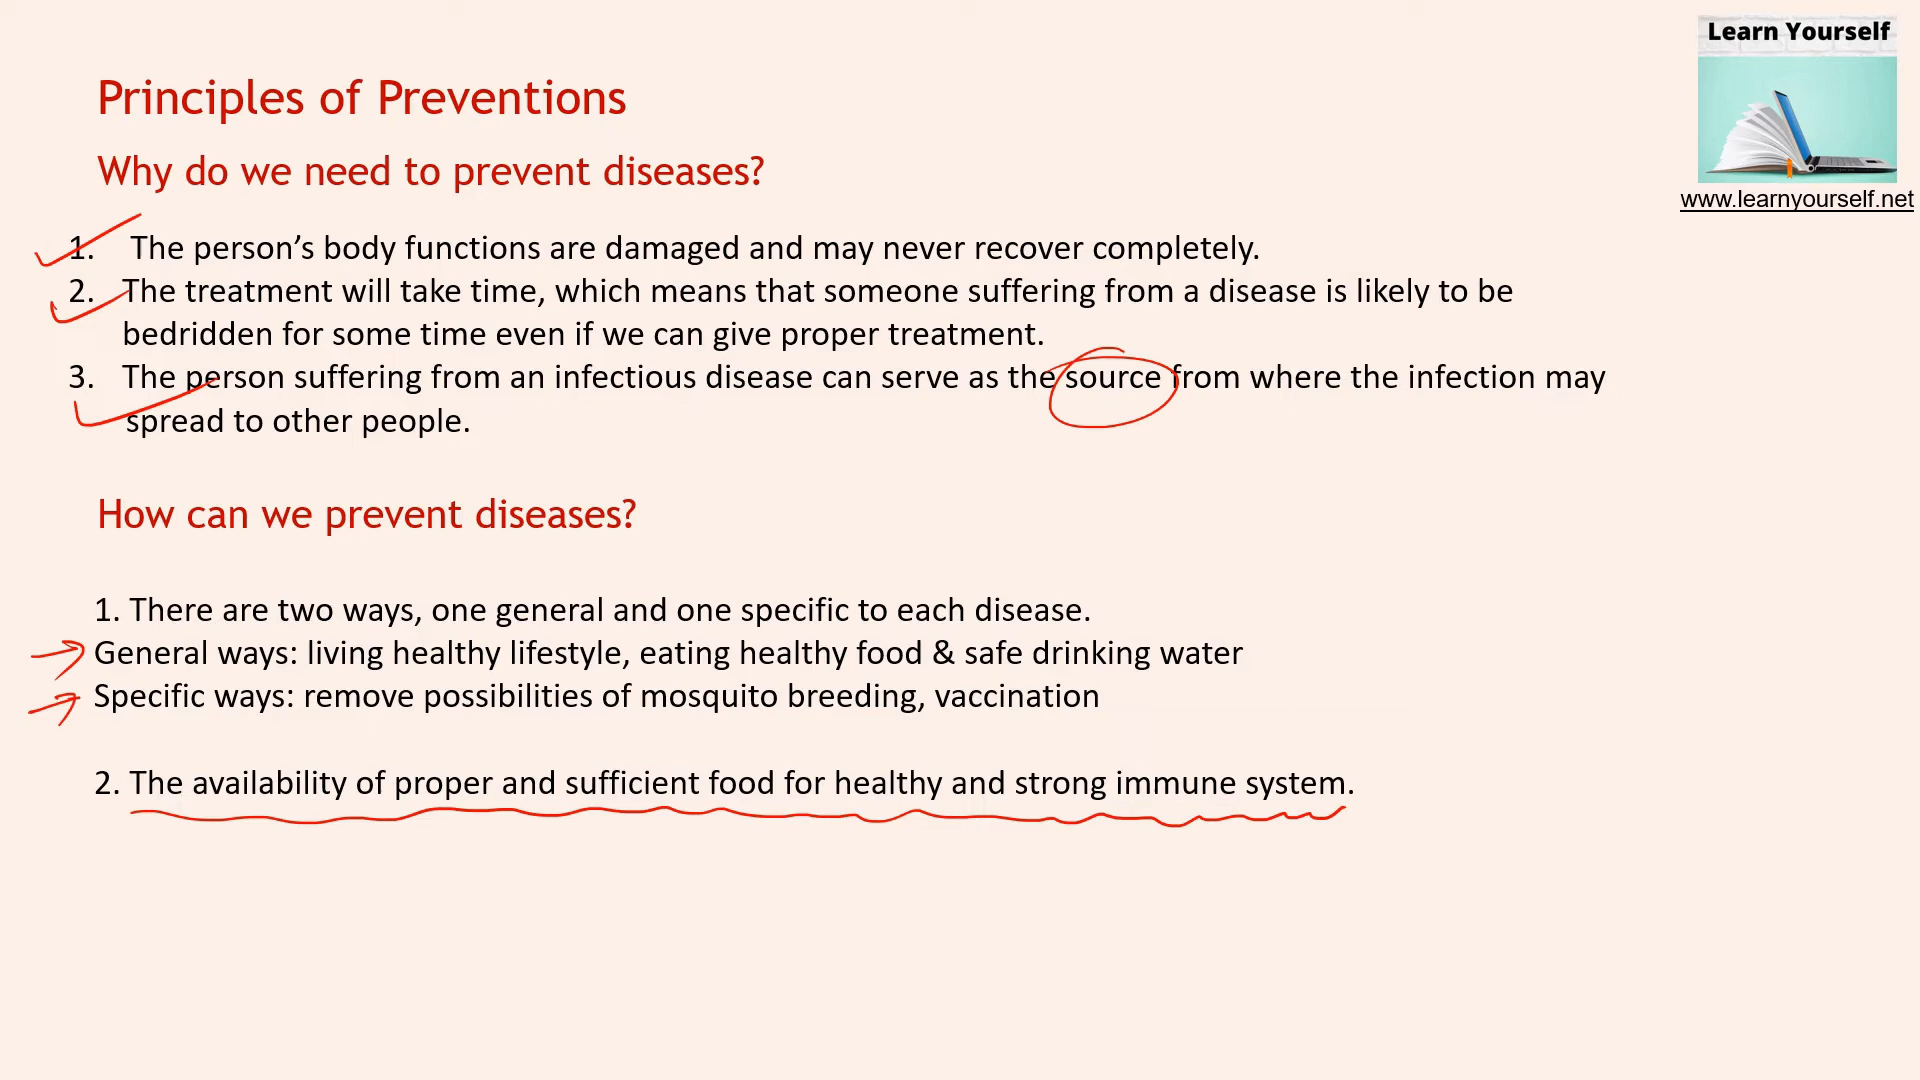 Learn Yourself
www.learnyourself.net
Principles of Preventions
Why do we need to prevent diseases?
1. The person’s body functions are damaged and may never recover completely.
2. The treatment will take time, which means that someone suffering from a disease is likely to be
bedridden for some time even if we can give proper treatment.
3. The person suffering from an infectious disease can serve as the source from where the infection may
spread to other people.
How can we prevent diseases?
1. There are two ways, one general and one specific to each disease.
General ways: living healthy lifestyle, eating healthy food & safe drinking water
Specific ways: remove possibilities of mosquito breeding, vaccination
2. The availability of proper and sufficient food for healthy and strong immune system.